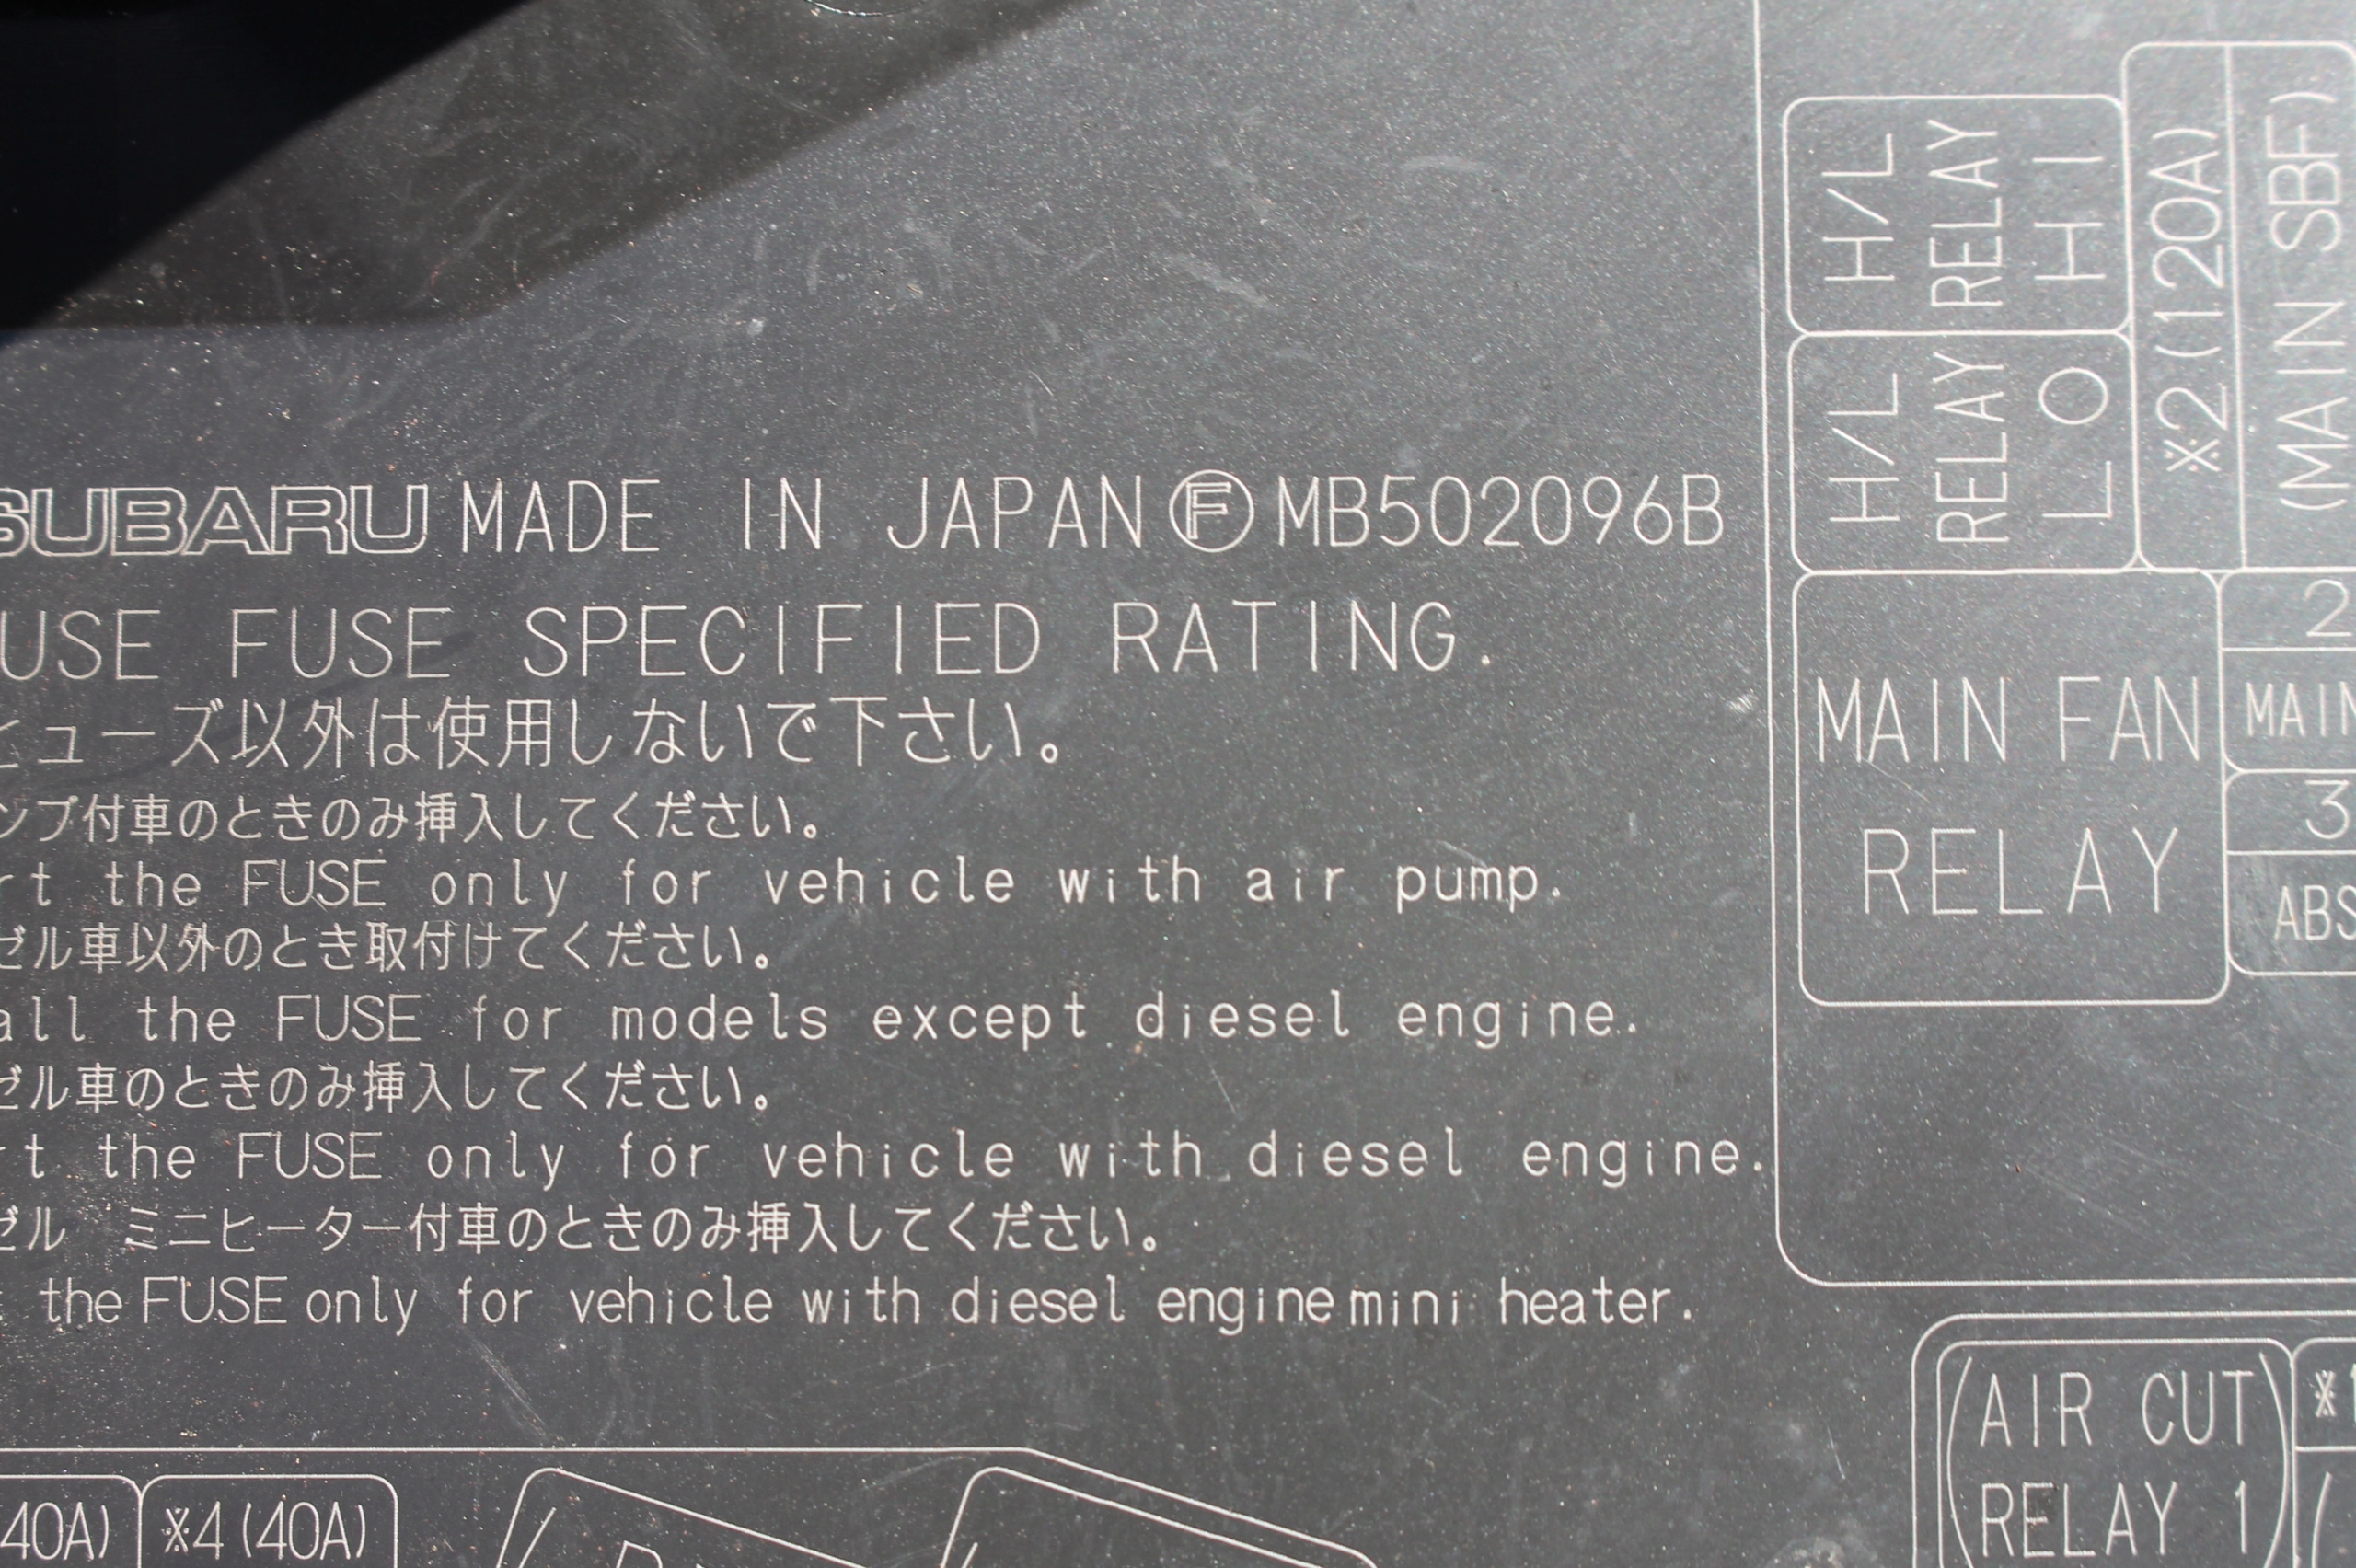 SUBARU MADE IN JAPAN Ⓕ MB502096B
USE FUSE SPECIFIED RATING.
ヒューズ以外は使用しないで下さい。
ンプ付車のときのみ挿入してください。
rt the FUSE only for vehicle with air pump.
ゼル車以外のとき取付けてください。
all the FUSE for models except diesel engine.
ゼル車のときのみ挿入してください。
rt the FUSE only for vehicle with diesel engine.
ゼル ミニヒーター付車のときのみ挿入してください。
the FUSE only for vehicle with diesel engine mini heater.
40A)
※4(40A)
H/L
RELAY
HI
H/L
RELAY
LO
※2(120A)
(MAIN SBF)
MAIN FAN
RELAY
2
MAIN
3
ABS
(AIR CUT
RELAY 1)
※1